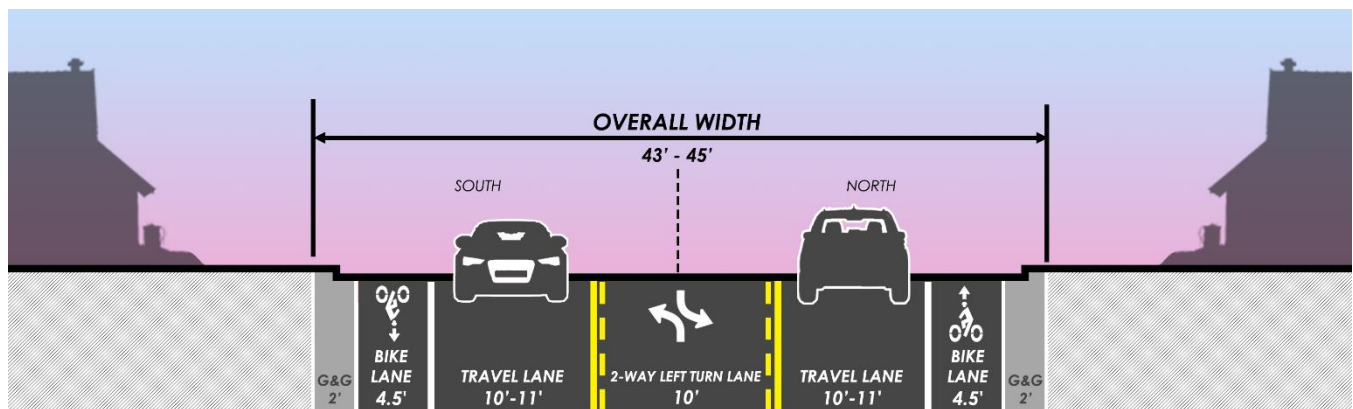 OVERALL WIDTH
43' - 45'
SOUTH
NORTH
G&G
2'
BIKE
LANE
4.5'
TRAVEL LANE
10'-11'
2-WAY LEFT TURN LANE
10'
TRAVEL LANE
10'-11'
BIKE
LANE
4.5'
G&G
2'